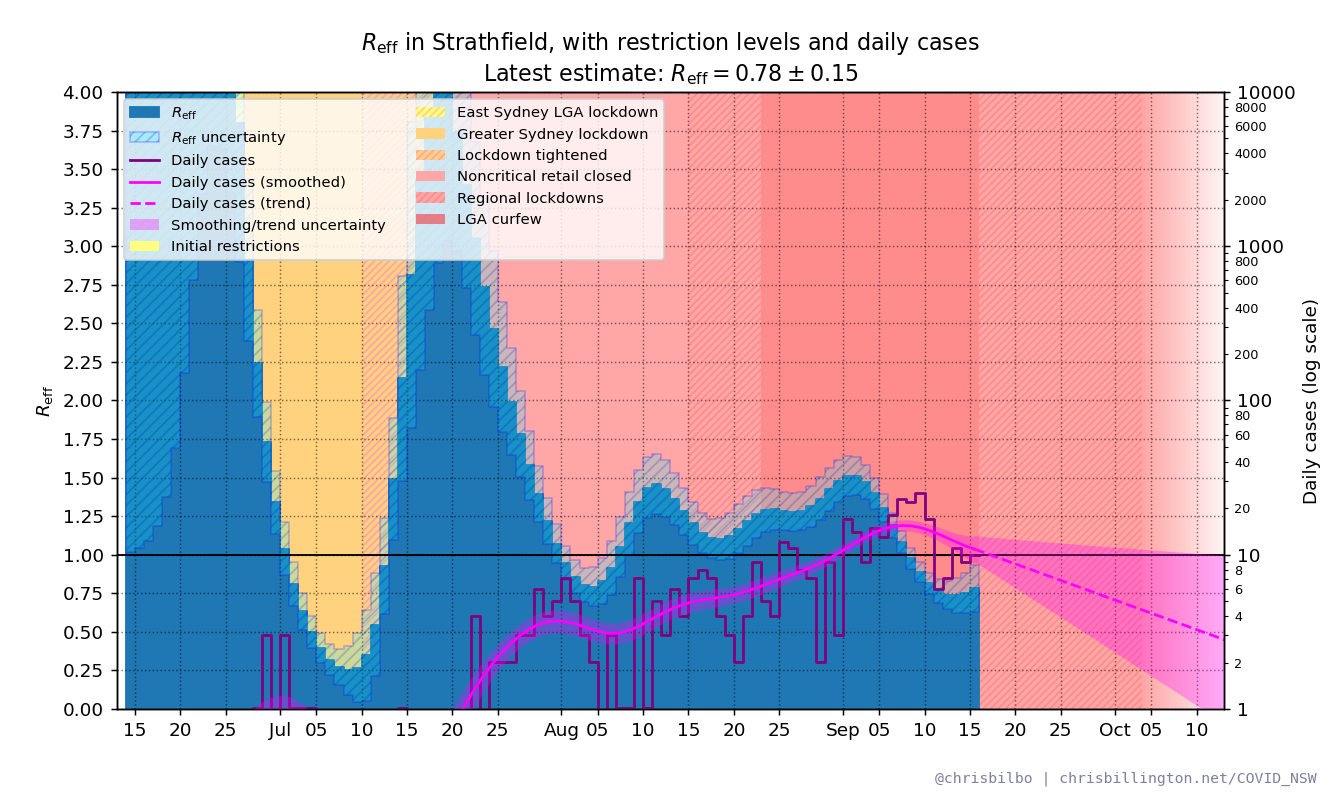 R_eff in Strathfield, with restriction levels and daily cases
Latest estimate: R_eff = 0.78 ± 0.15
R_eff
R_eff uncertainty
Daily cases
Daily cases (smoothed)
Daily cases (trend)
Smoothing/trend uncertainty
Initial restrictions
East Sydney LGA lockdown
Greater Sydney lockdown
Lockdown tightened
Noncritical retail closed
Regional lockdowns
LGA curfew
R_eff
4.00
3.75
3.50
3.25
3.00
2.75
2.50
2.25
2.00
1.75
1.50
1.25
1.00
0.75
0.50
0.25
0.00
10000
8000
6000
4000
2000
1000
800
600
400
200
100
80
60
40
20
10
8
6
4
2
1
Daily cases (log scale)
15 20 25 Jul 05 10 15 20 25 Aug 05 10 15 20 25 Sep 05 10 15 20 25 Oct 05 10
@chrisbilbo | chrisbillington.net/COVID_NSW